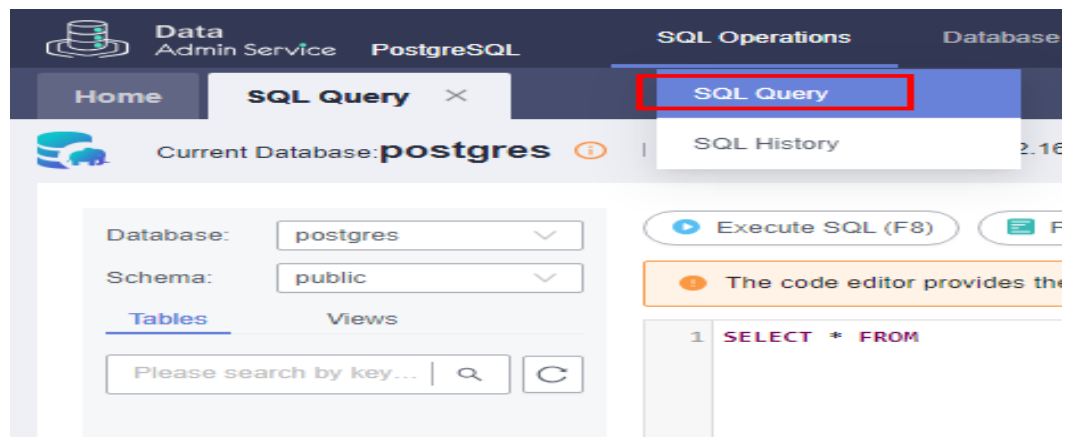 Data
Admin Service PostgreSQL SQL Operations Database
Home SQL Query SQL Query
Current Database:postgres SQL History 2.16
Database: postgres Execute SQL (F8) F
Schema: public The code editor provides the
Tables Views
1 SELECT * FROM
Please search by key...